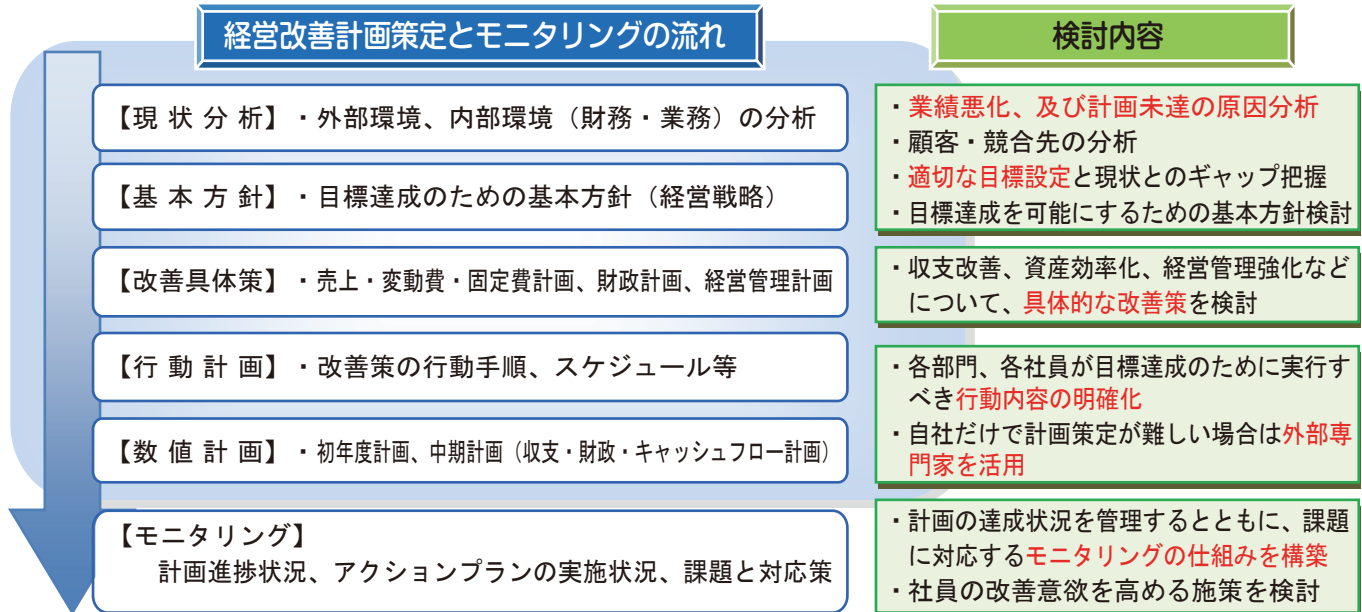 経営改善計画策定とモニタリングの流れ
検討内容
【現状分析】・外部環境、内部環境（財務・業務）の分析
【基本方針】・目標達成のための基本方針（経営戦略）
・業績悪化、及び計画未達の原因分析
・顧客・競合先の分析
・適切な目標設定と現状とのギャップ把握
・目標達成を可能にするための基本方針検討
【改善具体策】・売上・変動費・固定費計画、財政計画、経営管理計画
・収支改善、資産効率化、経営管理強化など
について、具体的な改善策を検討
【行動計画】・改善策の行動手順、スケジュール等
【数値計画】・初年度計画、中期計画（収支・財政・キャッシュフロー計画）
・各部門、各社員が目標達成のために実行す
べき行動内容の明確化
・自社だけで計画策定が難しい場合は外部専
門家を活用
【モニタリング】
計画進捗状況、アクションプランの実施状況、課題と対応策
・計画の達成状況を管理するとともに、課題
に対応するモニタリングの仕組みを構築
・社員の改善意欲を高める施策を検討